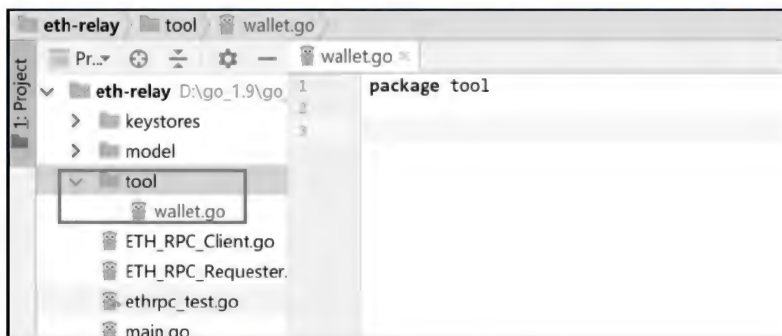 eth-relay tool wallet.go
1: Project
Pr... wallet.go
eth-relay D:\go_1.9\go_
keystores
model
tool
wallet.go
ETH_RPC_Client.go
ETH_RPC_Requester.
ethrpc_test.go
main.go
1 package tool
2
3